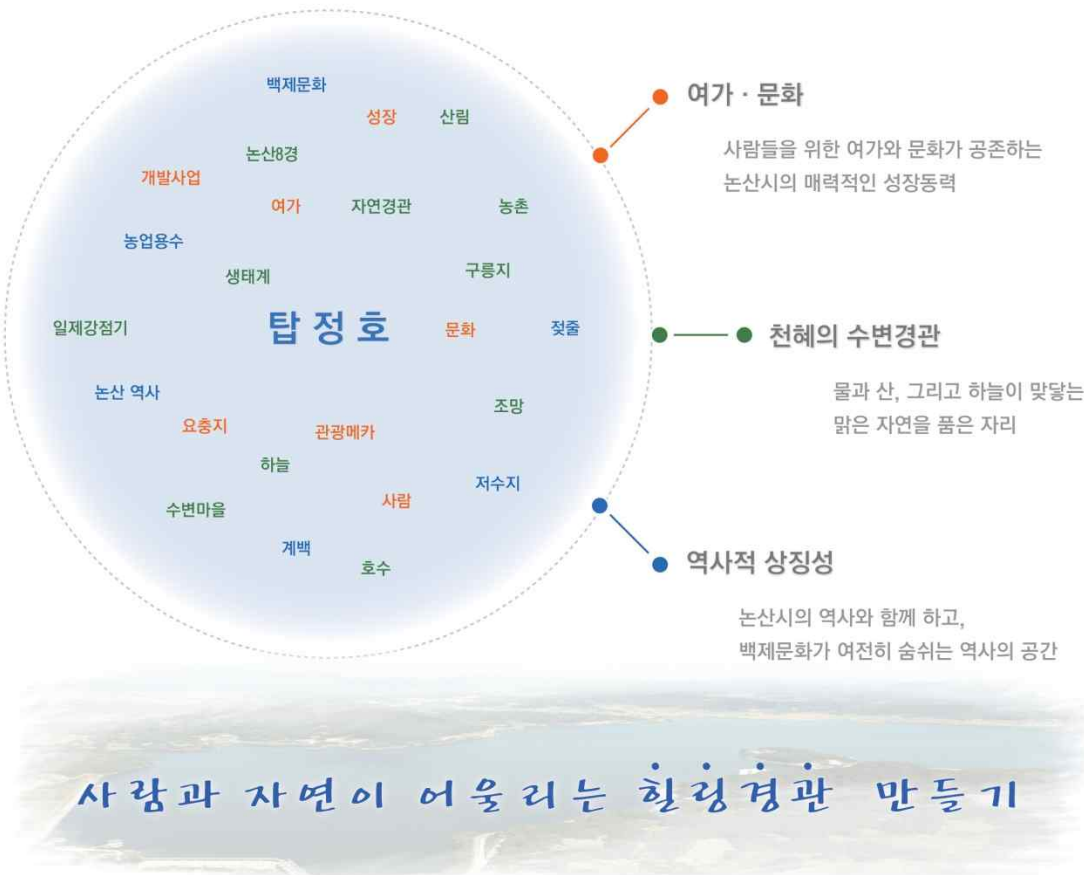 백제문화
성장 산림
논산8경
개발사업
여가 자연경관 농촌
농업용수
생태계 구릉지
일제강점기 탑정호 문화 젖줄
논산 역사
조망
요충지 관광메카
하늘
저수지
수변마을 사람
계백
호수
여가 · 문화
사람들을 위한 여가와 문화가 공존하는
논산시의 매력적인 성장동력
천혜의 수변경관
물과 산, 그리고 하늘이 맞닿는
맑은 자연을 품은 자리
역사적 상징성
논산시의 역사와 함께 하고,
백제문화가 여전히 숨쉬는 역사의 공간
사람과 자연이 어울리는 힐링경관 만들기